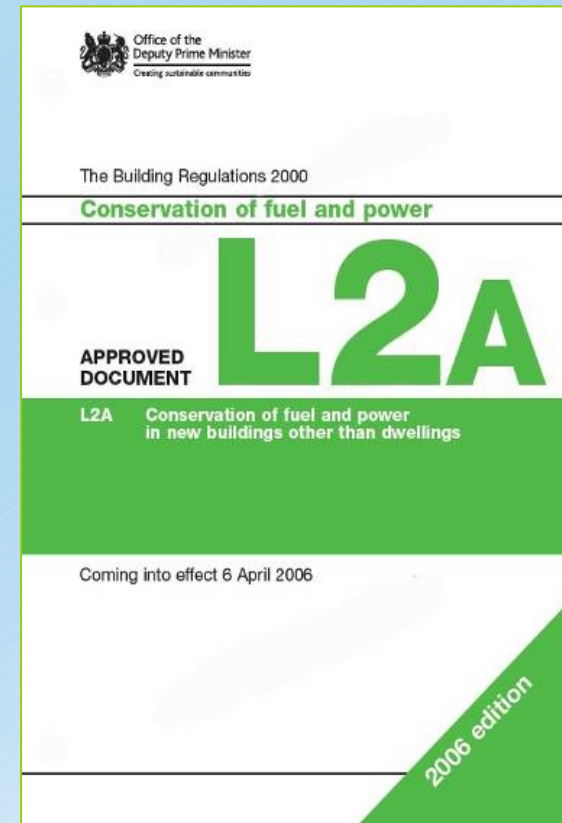 Office of the
Deputy Prime Minister
Creating sustainable communities
The Building Regulations 2000
Conservation of fuel and power
L2A
APPROVED
DOCUMENT
L2A Conservation of fuel and power
in new buildings other than dwellings
Coming into effect 6 April 2006
2006 edition